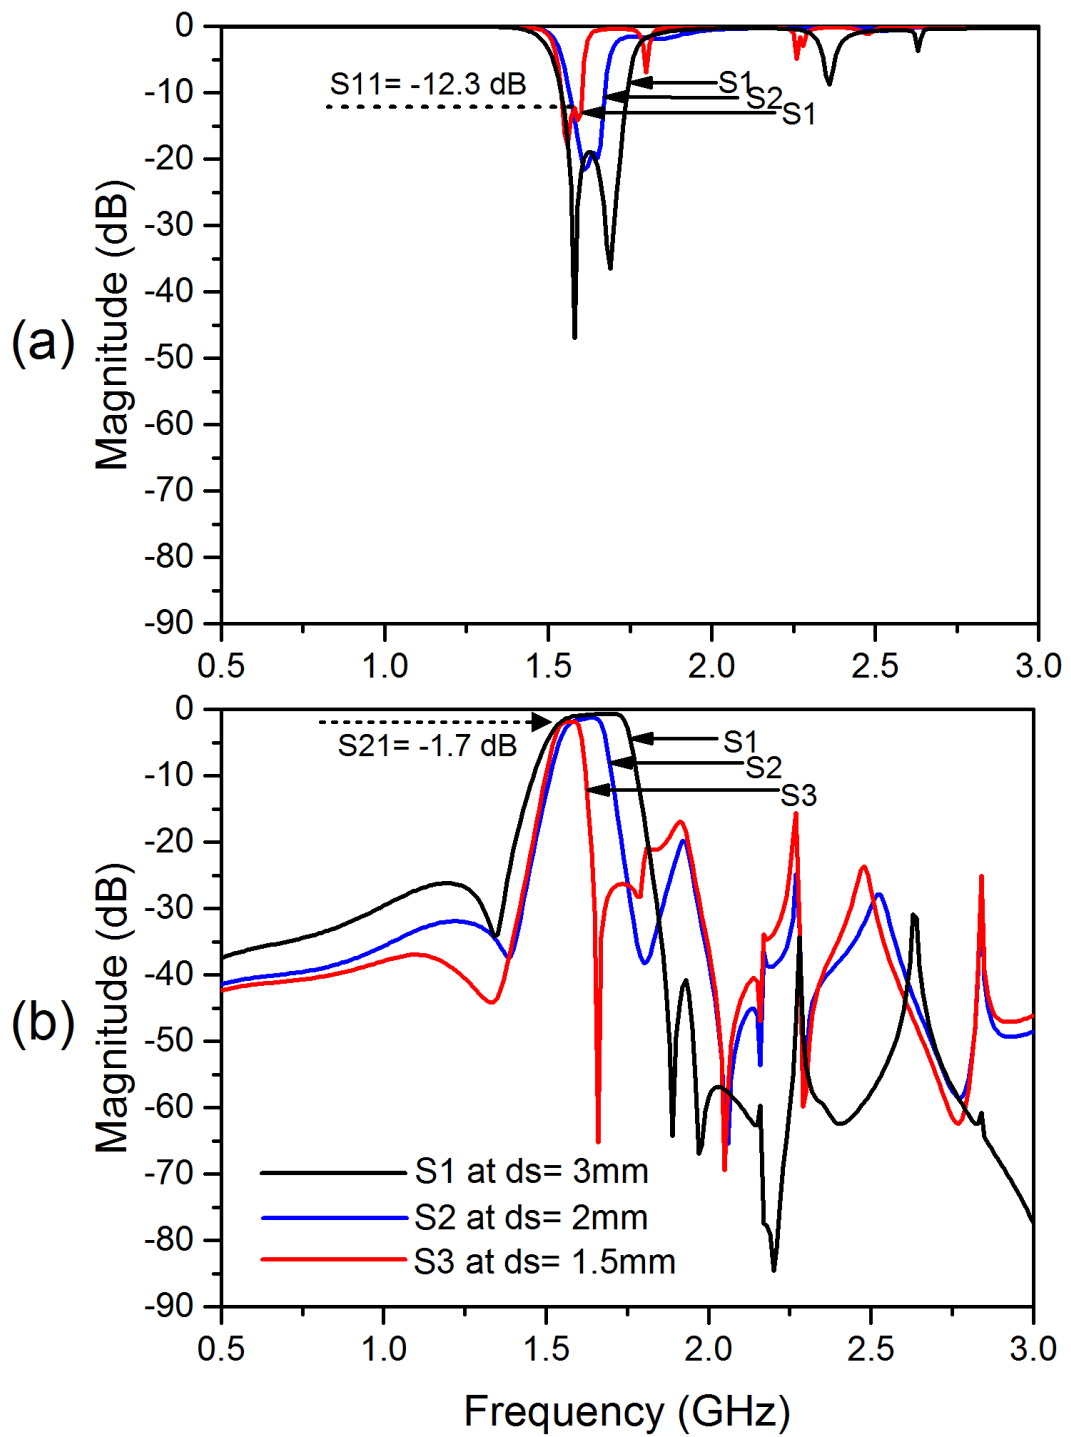 0
-10
-20
-30
-40
-50
-60
-70
-80
-90
Magnitude (dB)
(a)
S11= -12.3 dB
S1
S2
S1
0.5 1.0 1.5 2.0 2.5 3.0
0
-10
-20
-30
-40
-50
-60
-70
-80
-90
Magnitude (dB)
(b)
S21= -1.7 dB
S1
S2
S3
S1 at ds= 3mm
S2 at ds= 2mm
S3 at ds= 1.5mm
0.5 1.0 1.5 2.0 2.5 3.0
Frequency (GHz)